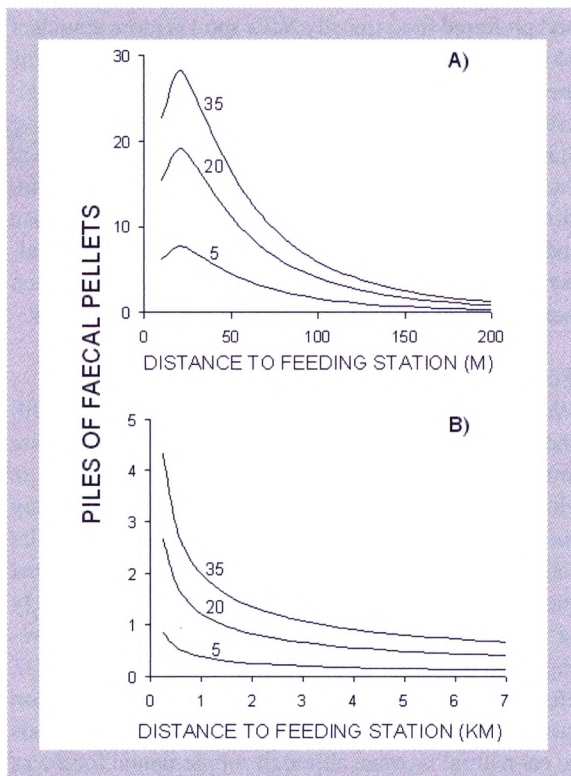 PILES OF FAECAL PELLETS
A)
30
20
10
0
35
20
5
0 50 100 150 200
DISTANCE TO FEEDING STATION (M)
B)
5
4
3
2
1
0
35
20
5
0 1 2 3 4 5 6 7
DISTANCE TO FEEDING STATION (KM)